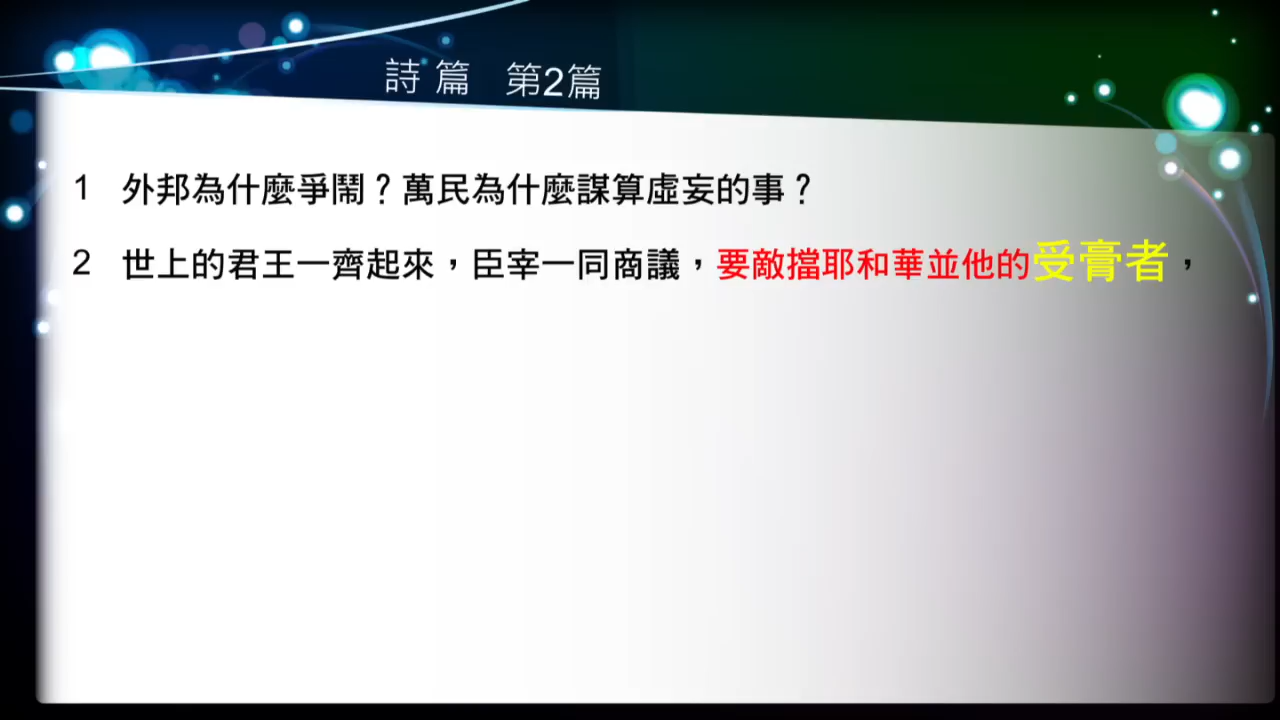 詩 篇 第2篇
1 外邦為什麼爭鬧？萬民為什麼謀算虛妄的事？
2 世上的君王一齊起來，臣宰一同商議，要敵擋耶和華並他的受膏者，